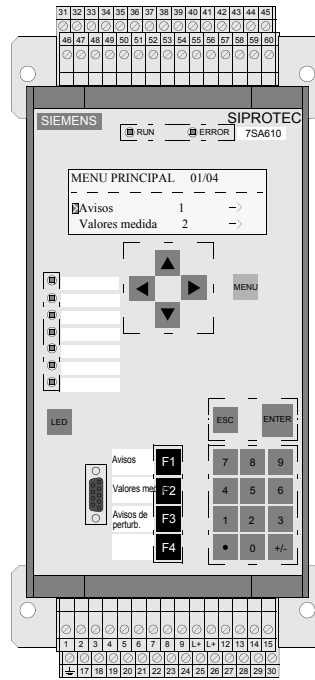 31 32 33 34 35 36 37 38 39 40 41 42 43 44 45
46 47 48 49 50 51 52 53 54 55 56 57 58 59 60
SIEMENS SIPROTEC
RUN ERROR 7SA610
MENU PRINCIPAL 01/04
Avisos 1 ->
Valores medida 2 ->
MENU
LED ESC ENTER
Avisos F1 7 8 9
Valores med F2 4 5 6
Avisos de
perturb. F3 1 2 3
F4 • 0 +/-
1 2 3 4 5 6 7 8 9 L+ L+ 12 13 14 15
17 18 19 20 21 22 23 24 25 26 27 28 29 30